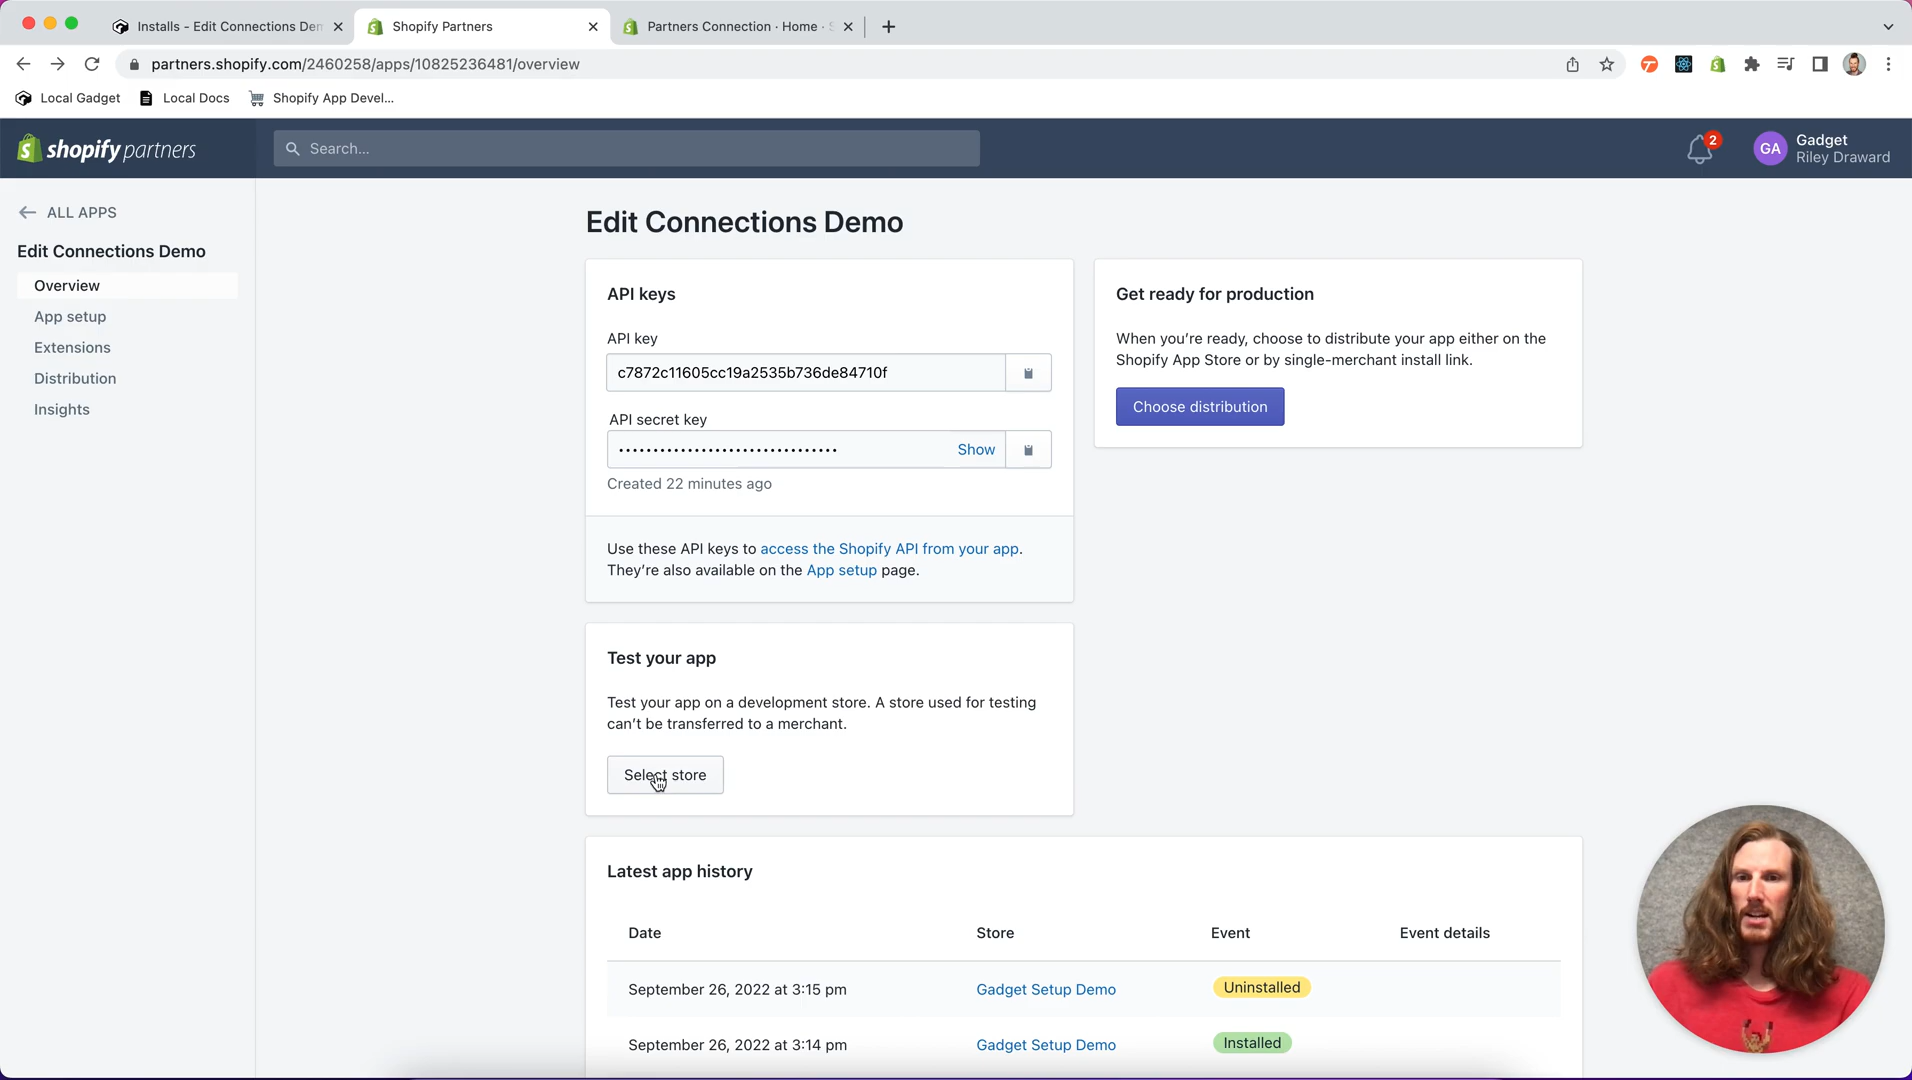 Installs - Edit Connections Den
Shopify Partners
Partners Connection · Home ·
partners.shopify.com/2460258/apps/10825236481/overview
Local Gadget
Local Docs
Shopify App Devel...
shopify partners
Search...
2
GA
Gadget
Riley Draward
ALL APPS
Edit Connections Demo
Overview
App setup
Extensions
Distribution
Insights
Edit Connections Demo
API keys
API key
c7872c11605cc19a2535b736de84710f
API secret key
••••••••••••••••••••••••••••••••
Show
Created 22 minutes ago
Use these API keys to access the Shopify API from your app.
They're also available on the App setup page.
Get ready for production
When you're ready, choose to distribute your app either on the
Shopify App Store or by single-merchant install link.
Choose distribution
Test your app
Test your app on a development store. A store used for testing
can't be transferred to a merchant.
Select store
Latest app history
Date Store Event Event details
September 26, 2022 at 3:15 pm Gadget Setup Demo Uninstalled
September 26, 2022 at 3:14 pm Gadget Setup Demo Installed